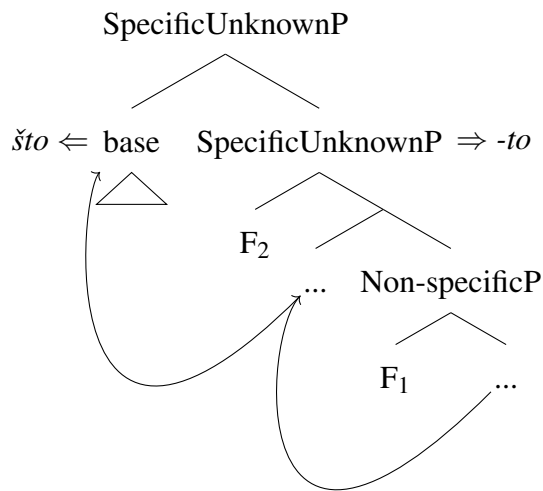 SpecificUnknownP
što ⇐ base SpecificUnknownP ⇒ -to
F₂
... Non-specificP
F₁ ...